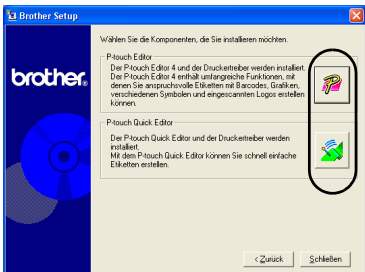 Brother Setup
Wählen Sie die Komponenten, die Sie installieren möchten.
P-touch Editor
Der P-touch Editor 4 und der Druckertreiber werden installiert.
Der P-touch Editor 4 enthält umfangreiche Funktionen, mit
denen Sie anspruchsvolle Etiketten mit Barcodes, Grafiken,
verschiedenen Symbolen und eingescannten Logos erstellen
können.
brother.
P-touch Quick Editor
Der P-touch Quick Editor und der Druckertreiber werden
installiert.
Mit dem P-touch Quick Editor können Sie schnell einfache
Etiketten erstellen.
< Zurück
Schließen